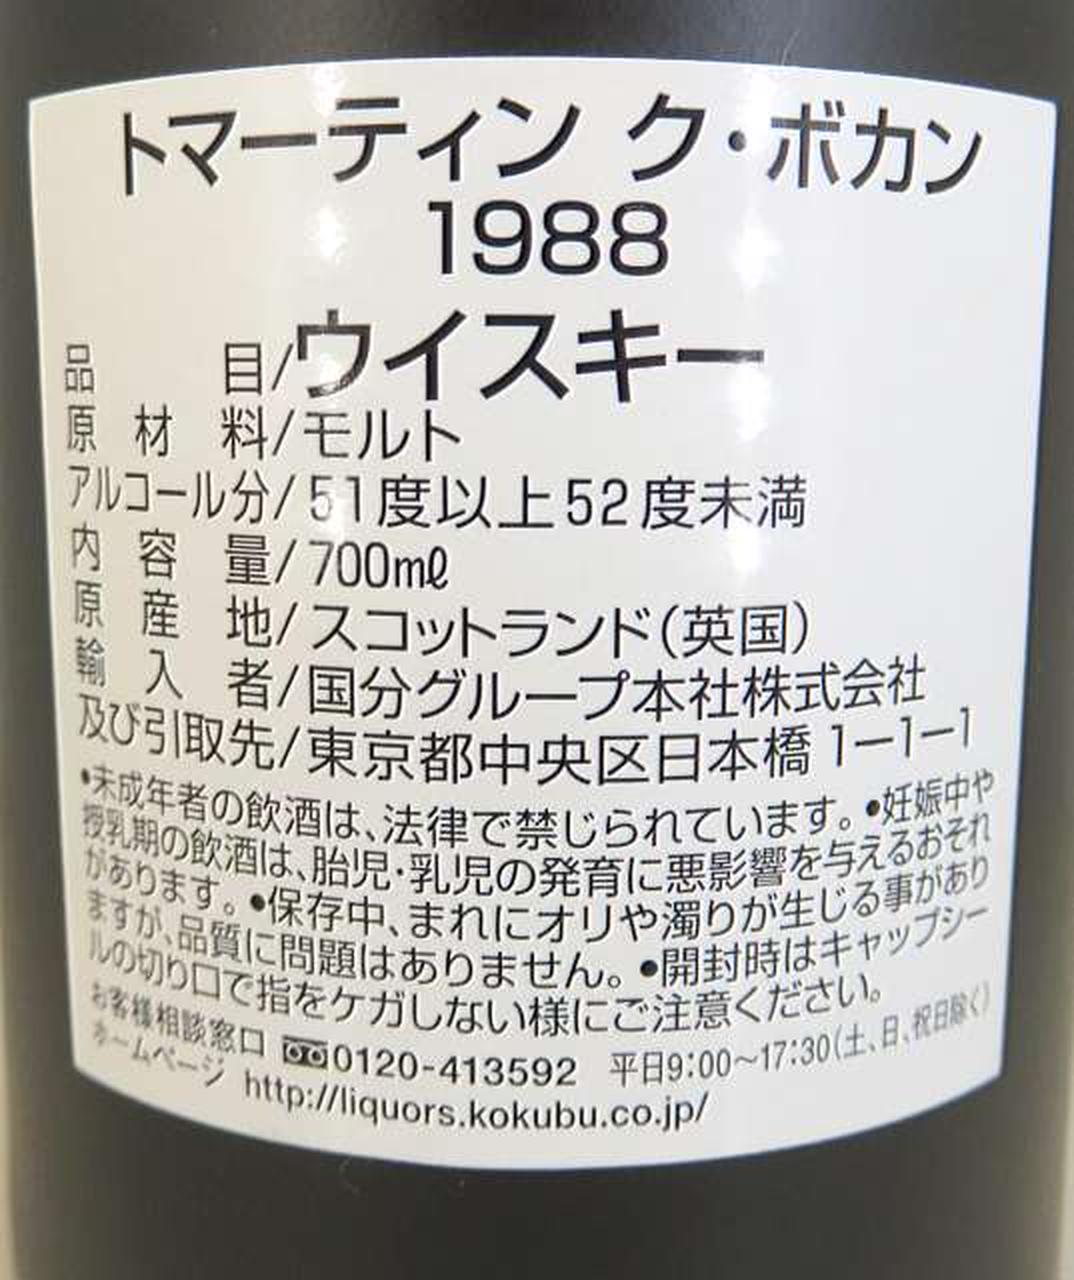 トマーティン ク・ボカン
1988
品目/ウイスキー
原材料/モルト
アルコール分/51度以上52度未満
内容量/700mℓ
原産地/スコットランド(英国)
輸入者/国分グループ本社株式会社
及び引取先/東京都中央区日本橋 1ー1ー1
•未成年者の飲酒は、法律で禁じられています。•妊娠中や
授乳期の飲酒は、胎児・乳児の発育に悪影響を与えるおそれ
があります。•保存中、まれにオリや濁りが生じる事があり
ますが、品質に問題はありません。•開封時はキャップシー
ルの切り口で指をケガしない様にご注意ください。
お客様相談窓口 0120-413592 平日9:00〜17:30(土、日、祝日除く)
ホームページ http://liquors.kokubu.co.jp/